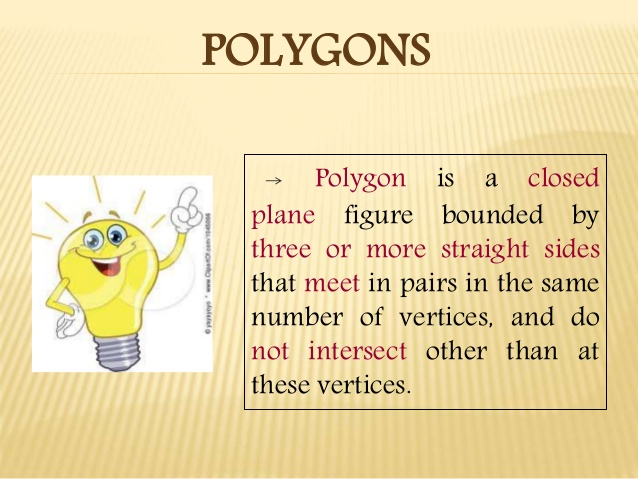 POLYGONS
→ Polygon is a closed
plane figure bounded by
three or more straight sides
that meet in pairs in the same
number of vertices, and do
not intersect other than at
these vertices.